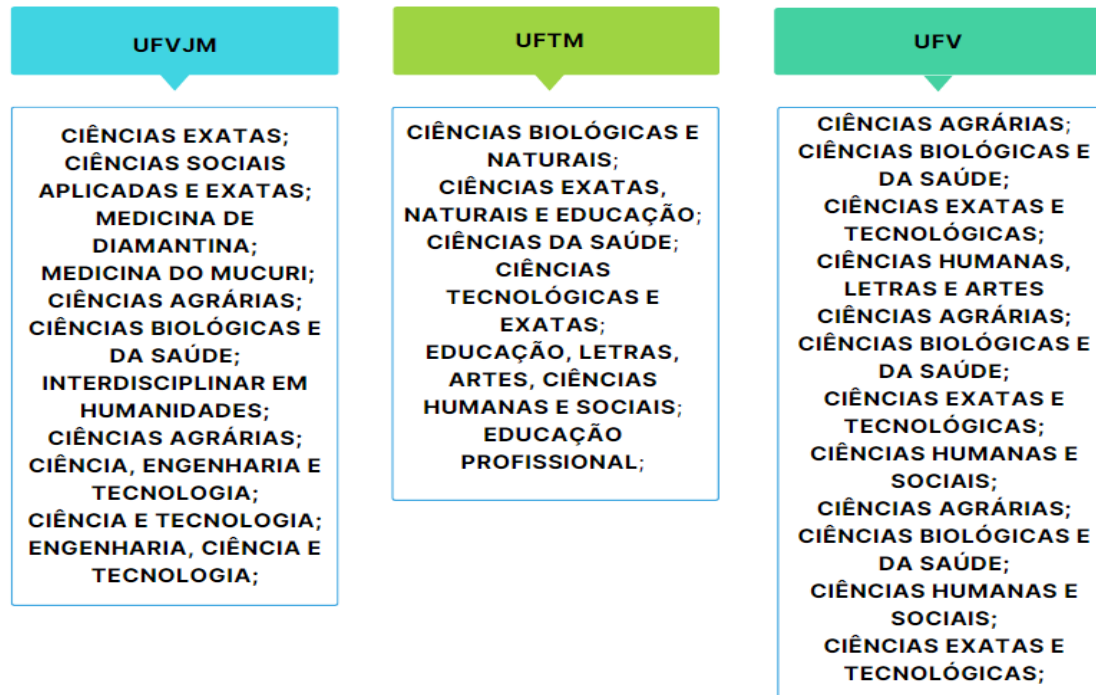 UFVJM
CIÊNCIAS EXATAS;
CIÊNCIAS SOCIAIS
APLICADAS E EXATAS;
MEDICINA DE
DIAMANTINA;
MEDICINA DO MUCURI;
CIÊNCIAS AGRÁRIAS;
CIÊNCIAS BIOLÓGICAS E
DA SAÚDE;
INTERDISCIPLINAR EM
HUMANIDADES;
CIÊNCIAS AGRÁRIAS;
CIÊNCIA, ENGENHARIA E
TECNOLOGIA;
CIÊNCIA E TECNOLOGIA;
ENGENHARIA, CIÊNCIA E
TECNOLOGIA;
UFTM
CIÊNCIAS BIOLÓGICAS E
NATURAIS;
CIÊNCIAS EXATAS,
NATURAIS E EDUCAÇÃO;
CIÊNCIAS DA SAÚDE;
CIÊNCIAS
TECNOLÓGICAS E
EXATAS;
EDUCAÇÃO, LETRAS,
ARTES, CIÊNCIAS
HUMANAS E SOCIAIS;
EDUCAÇÃO
PROFISSIONAL;
UFV
CIÊNCIAS AGRÁRIAS;
CIÊNCIAS BIOLÓGICAS E
DA SAÚDE;
CIÊNCIAS EXATAS E
TECNOLÓGICAS;
CIÊNCIAS HUMANAS,
LETRAS E ARTES
CIÊNCIAS AGRÁRIAS;
CIÊNCIAS BIOLÓGICAS E
DA SAÚDE;
CIÊNCIAS EXATAS E
TECNOLÓGICAS;
CIÊNCIAS HUMANAS E
SOCIAIS;
CIÊNCIAS AGRÁRIAS;
CIÊNCIAS BIOLÓGICAS E
DA SAÚDE;
CIÊNCIAS HUMANAS E
SOCIAIS;
CIÊNCIAS EXATAS E
TECNOLÓGICAS;